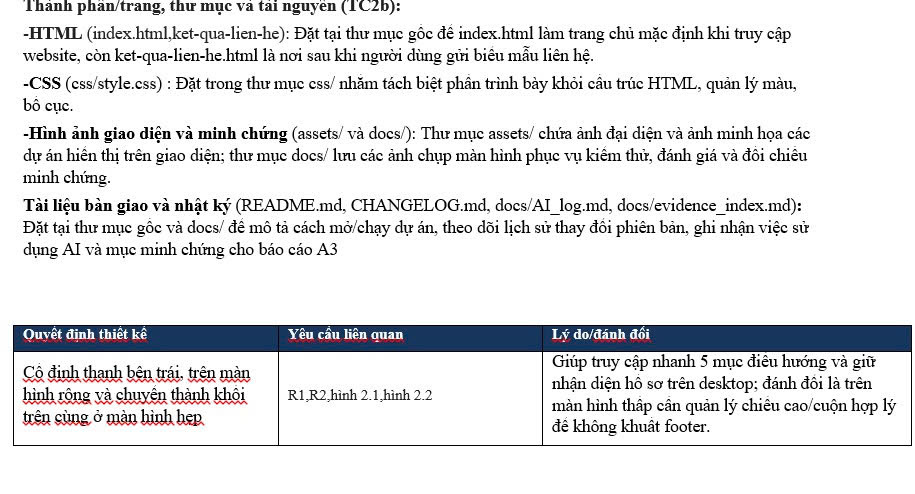 Thành phần/trang, thư mục và tài nguyên (TC2b):
-HTML (index.html,ket-qua-lien-he): Đặt tại thư mục gốc để index.html làm trang chủ mặc định khi truy cập
website, còn ket-qua-lien-he.html là nơi sau khi người dùng gửi biểu mẫu liên hệ.
-CSS (css/style.css) : Đặt trong thư mục css/ nhằm tách biệt phần trình bày khỏi cấu trúc HTML, quản lý màu,
bố cục.
-Hình ảnh giao diện và minh chứng (assets/ và docs/): Thư mục assets/ chứa ảnh đại diện và ảnh minh họa các
dự án hiển thị trên giao diện; thư mục docs/ lưu các ảnh chụp màn hình phục vụ kiểm thử, đánh giá và đối chiếu
minh chứng.
Tài liệu bàn giao và nhật ký (README.md, CHANGELOG.md, docs/AI_log.md, docs/evidence_index.md):
Đặt tại thư mục gốc và docs/ để mô tả cách mở/chạy dự án, theo dõi lịch sử thay đổi phiên bản, ghi nhận việc sử
dụng AI và mục minh chứng cho báo cáo A3
Quyết định thiết kế
Yêu cầu liên quan
Lý do/đánh đổi
Cố định thanh bên trái, trên màn
hình rộng và chuyển thành khối
trên cùng ở màn hình hẹp
R1,R2,hình 2.1,hình 2.2
Giúp truy cập nhanh 5 mục điều hướng và giữ
nhận diện hồ sơ trên desktop; đánh đổi là trên
màn hình thấp cần quản lý chiều cao/cuộn hợp lý
để không khuất footer.